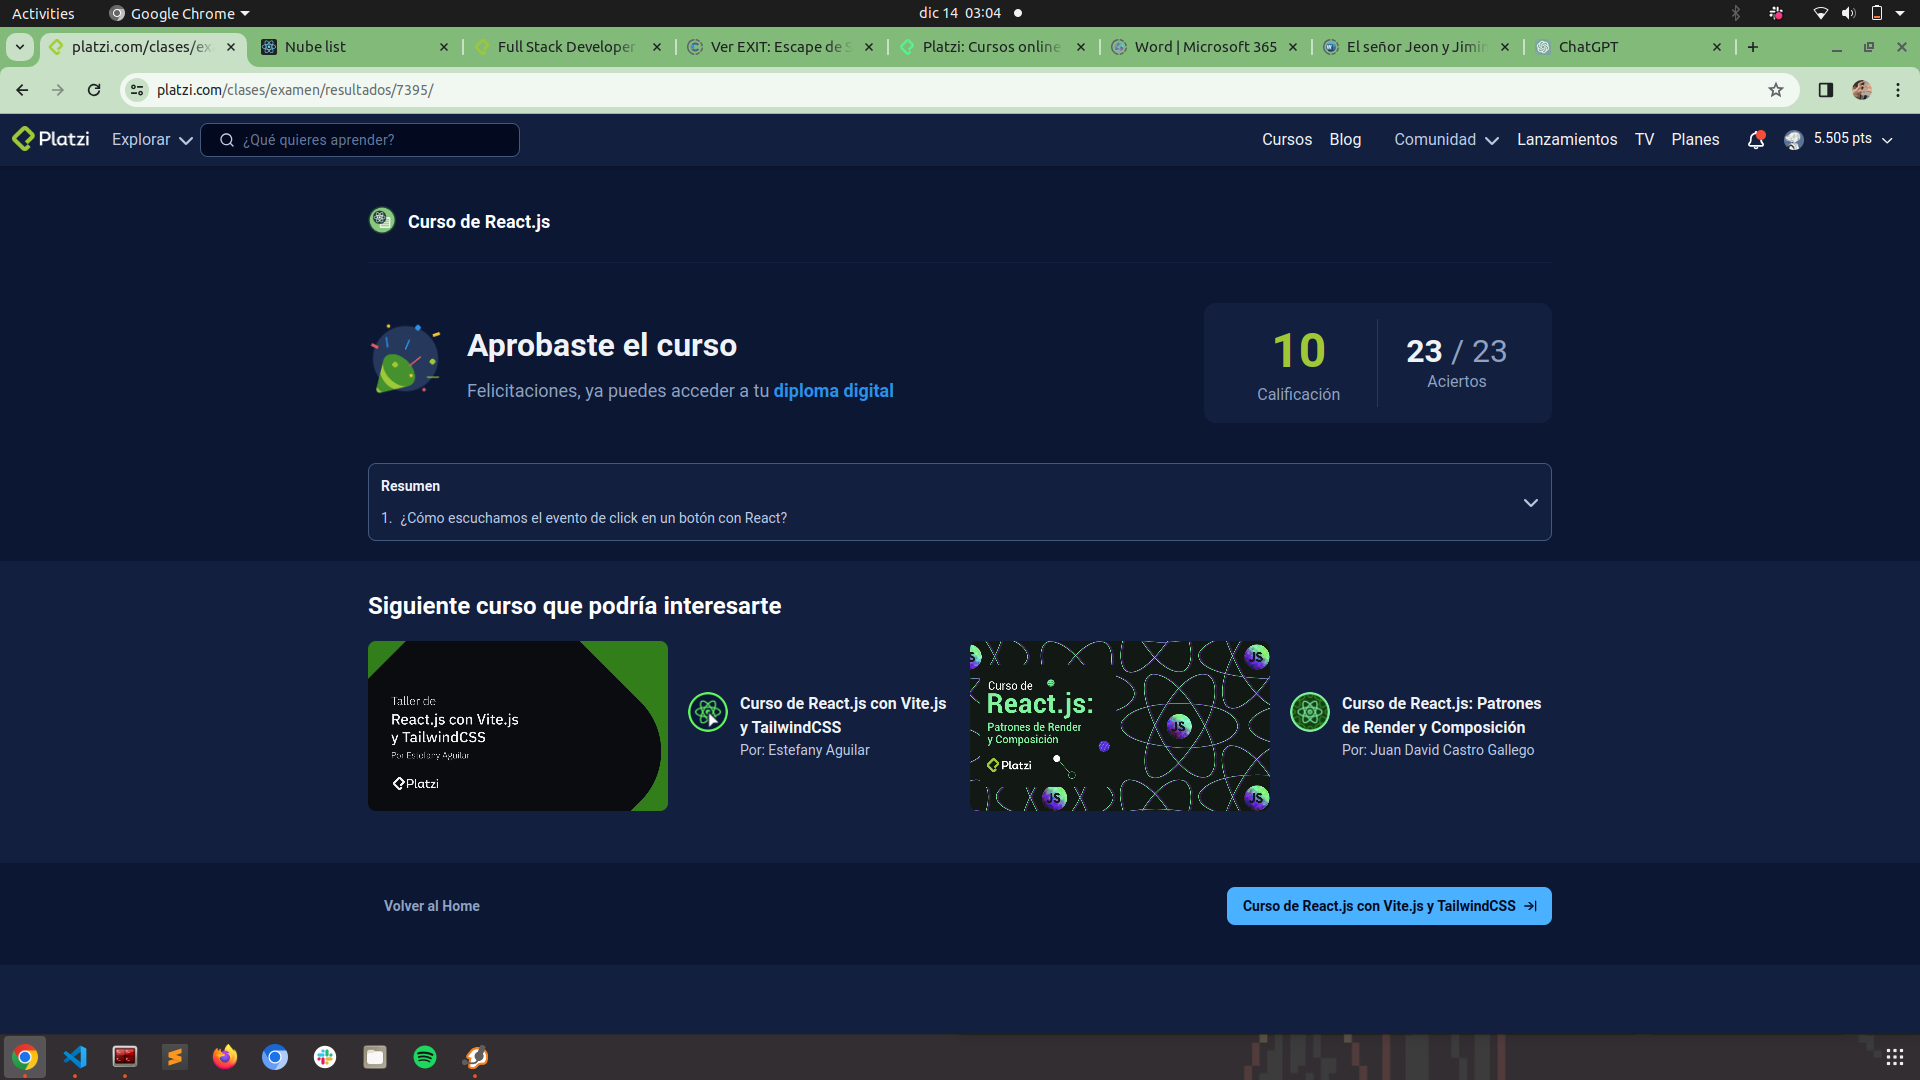 Activities
Google Chrome
dic 14 03:04
platzi.com/clases/ex
Nube list
Full Stack Developer
Ver EXIT: Escape de S
Platzi: Cursos online
Word | Microsoft 365
El señor Jeon y Jimin
ChatGPT
platzi.com/clases/examen/resultados/7395/
Platzi
Explorar
¿Qué quieres aprender?
Cursos
Blog
Comunidad
Lanzamientos
TV
Planes
5.505 pts
Curso de React.js
Aprobaste el curso
Felicitaciones, ya puedes acceder a tu diploma digital
10
Calificación
23 / 23
Aciertos
Resumen
1. ¿Cómo escuchamos el evento de click en un botón con React?
Siguiente curso que podría interesarte
Taller de
React.js con Vite.js
y TailwindCSS
Por Estefany Aguilar
Platzi
Curso de React.js con Vite.js
y TailwindCSS
Por: Estefany Aguilar
Curso de
React.js:
Patrones de Render
y Composición
Platzi
JS
JS
JS
JS
Curso de React.js: Patrones
de Render y Composición
Por: Juan David Castro Gallego
Volver al Home
Curso de React.js con Vite.js y TailwindCSS